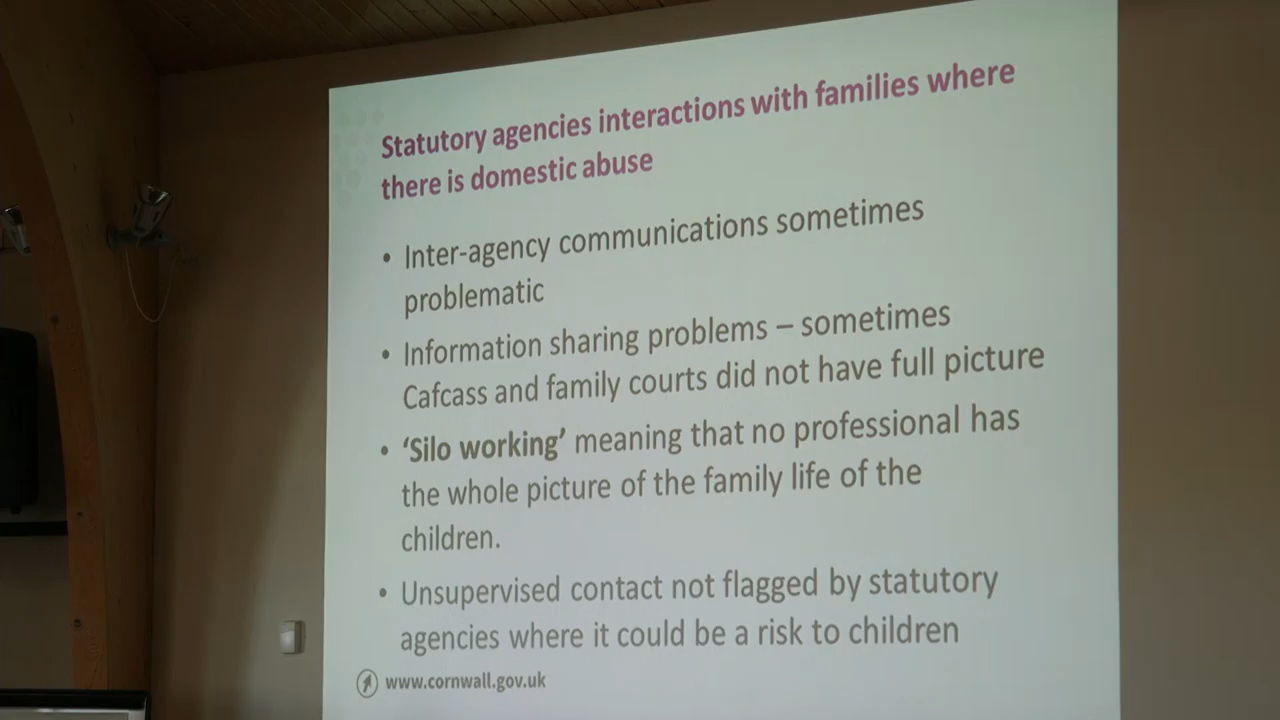 Statutory agencies interactions with families where
there is domestic abuse
• Inter-agency communications sometimes
problematic
• Information sharing problems – sometimes
Cafcass and family courts did not have full picture
• ‘Silo working’ meaning that no professional has
the whole picture of the family life of the
children.
• Unsupervised contact not flagged by statutory
agencies where it could be a risk to children
www.cornwall.gov.uk